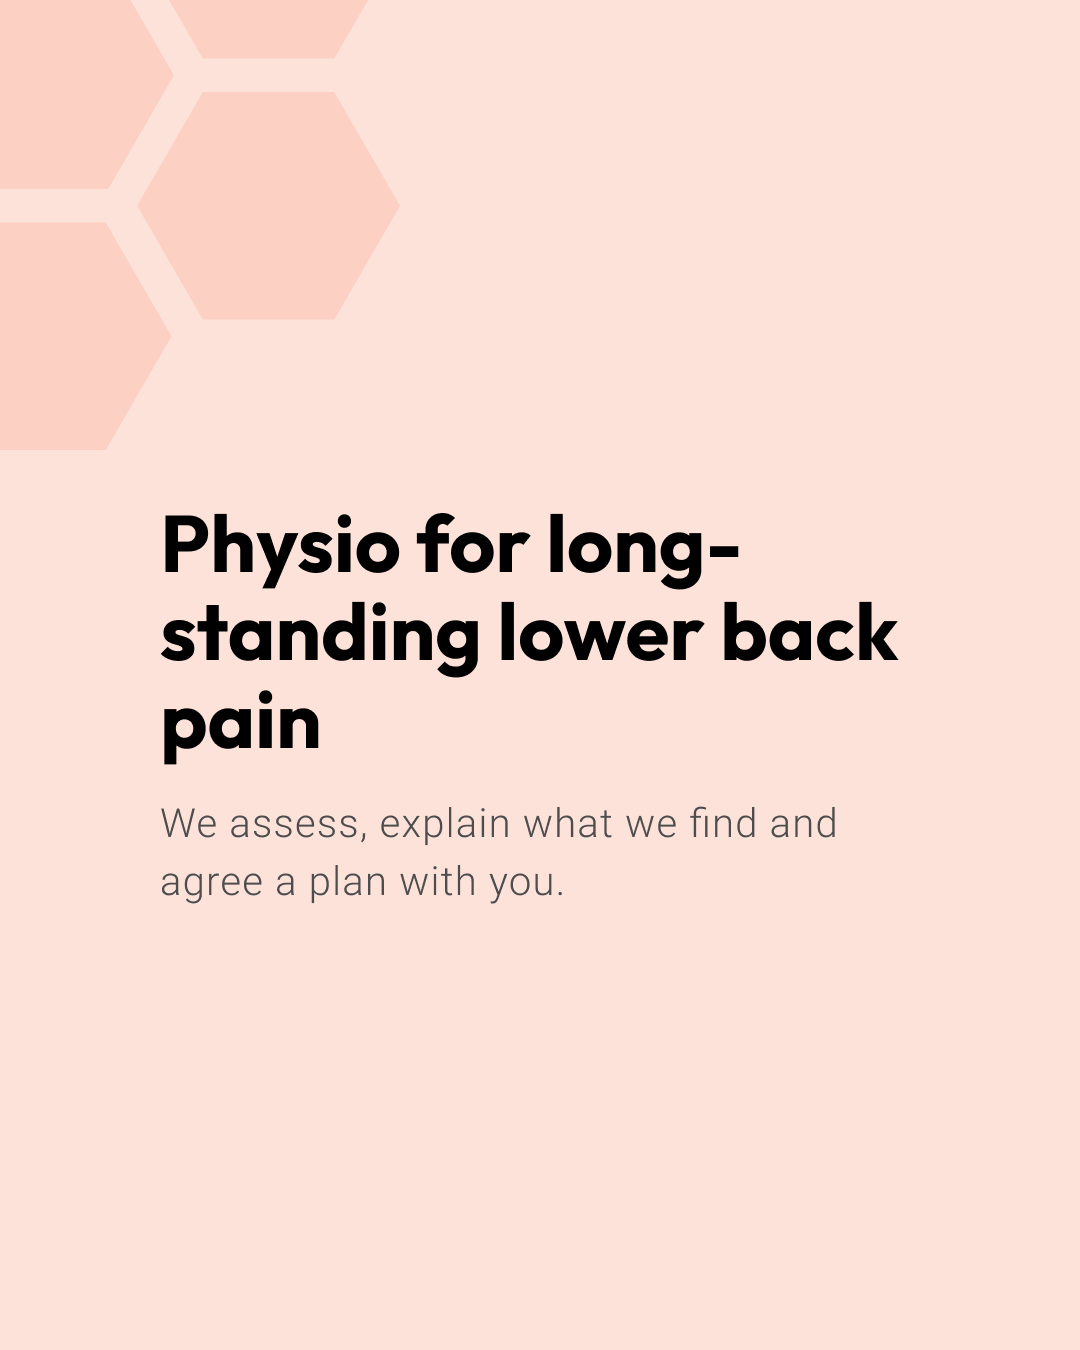 Physio for long-
standing lower back
pain
We assess, explain what we find and
agree a plan with you.